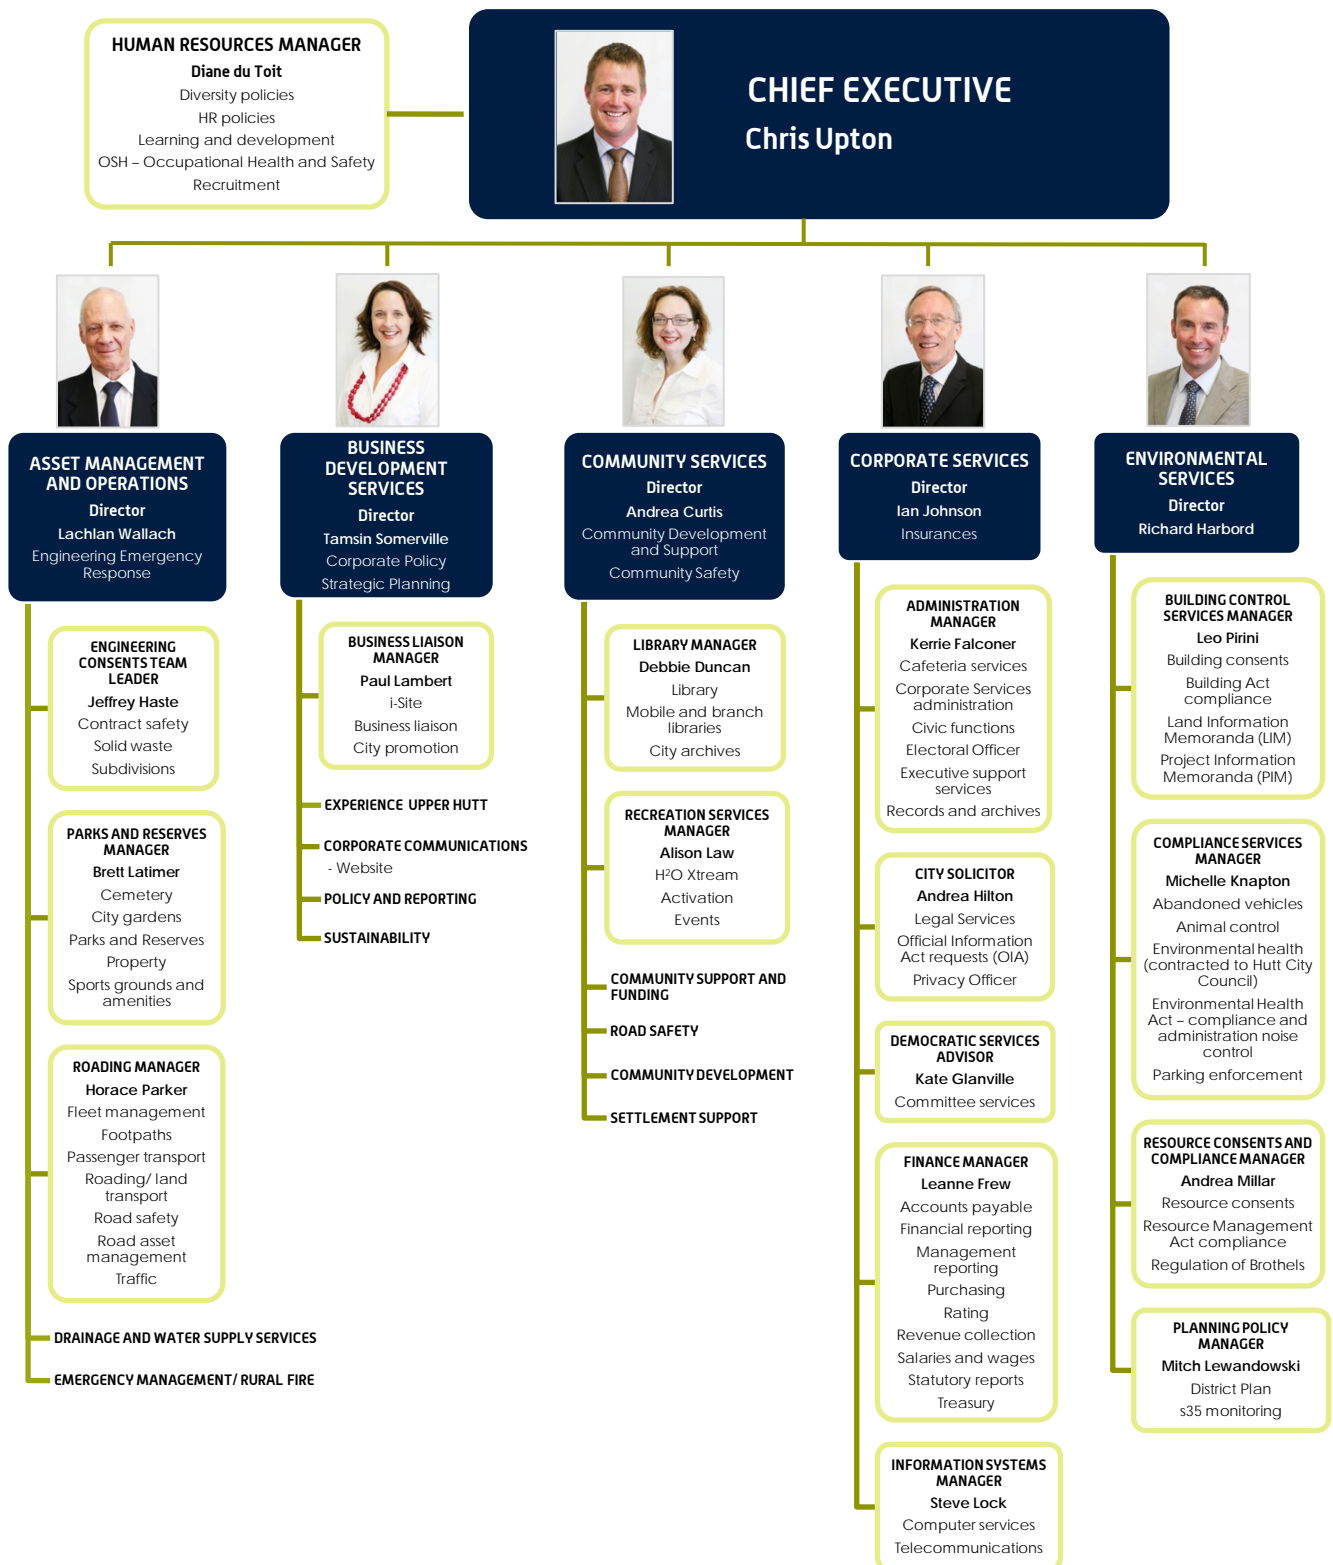 HUMAN RESOURCES MANAGER
Diane du Toit
Diversity policies
HR policies
Learning and development
OSH – Occupational Health and Safety
Recruitment
CHIEF EXECUTIVE
Chris Upton
ASSET MANAGEMENT
AND OPERATIONS
Director
Lachlan Wallach
Engineering Emergency
Response
ENGINEERING
CONSENTS TEAM
LEADER
Jeffrey Haste
Contract safety
Solid waste
Subdivisions
PARKS AND RESERVES
MANAGER
Brett Latimer
Cemetery
City gardens
Parks and Reserves
Property
Sports grounds and
amenities
ROADING MANAGER
Horace Parker
Fleet management
Footpaths
Passenger transport
Roading/ land
transport
Road safety
Road asset
management
Traffic
DRAINAGE AND WATER SUPPLY SERVICES
EMERGENCY MANAGEMENT/ RURAL FIRE
BUSINESS
DEVELOPMENT
SERVICES
Director
Tamsin Somerville
Corporate Policy
Strategic Planning
BUSINESS LIAISON
MANAGER
Paul Lambert
i-Site
Business liaison
City promotion
EXPERIENCE UPPER HUTT
CORPORATE COMMUNICATIONS
- Website
POLICY AND REPORTING
SUSTAINABILITY
COMMUNITY SERVICES
Director
Andrea Curtis
Community Development
and Support
Community Safety
LIBRARY MANAGER
Debbie Duncan
Library
Mobile and branch
libraries
City archives
RECREATION SERVICES
MANAGER
Alison Law
H²O Xtream
Activation
Events
COMMUNITY SUPPORT AND
FUNDING
ROAD SAFETY
COMMUNITY DEVELOPMENT
SETTLEMENT SUPPORT
CORPORATE SERVICES
Director
Ian Johnson
Insurances
ADMINISTRATION
MANAGER
Kerrie Falconer
Cafeteria services
Corporate Services
administration
Civic functions
Electoral Officer
Executive support
services
Records and archives
CITY SOLICITOR
Andrea Hilton
Legal Services
Official Information
Act requests (OIA)
Privacy Officer
DEMOCRATIC SERVICES
ADVISOR
Kate Glanville
Committee services
FINANCE MANAGER
Leanne Frew
Accounts payable
Financial reporting
Management
reporting
Purchasing
Rating
Revenue collection
Salaries and wages
Statutory reports
Treasury
INFORMATION SYSTEMS
MANAGER
Steve Lock
Computer services
Telecommunications
ENVIRONMENTAL
SERVICES
Director
Richard Harbord
BUILDING CONTROL
SERVICES MANAGER
Leo Pirini
Building consents
Building Act
compliance
Land Information
Memoranda (LIM)
Project Information
Memoranda (PIM)
COMPLIANCE SERVICES
MANAGER
Michelle Knapton
Abandoned vehicles
Animal control
Environmental health
(contracted to Hutt City
Council)
Environmental Health
Act – compliance and
administration noise
control
Parking enforcement
RESOURCE CONSENTS AND
COMPLIANCE MANAGER
Andrea Millar
Resource consents
Resource Management
Act compliance
Regulation of Brothels
PLANNING POLICY
MANAGER
Mitch Lewandowski
District Plan
s35 monitoring